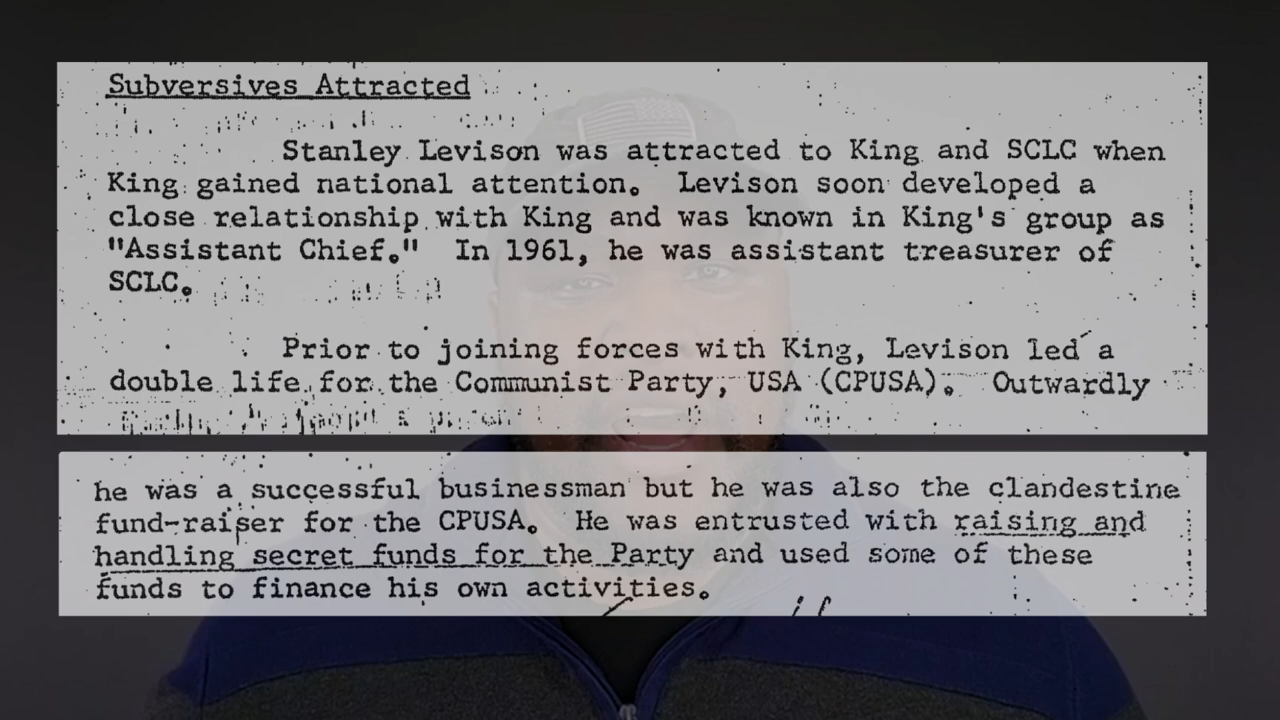 Subversives Attracted
Stanley Levison was attracted to King and SCLC when
King gained national attention. Levison soon developed a
close relationship with King and was known in King's group as
"Assistant Chief." In 1961, he was assistant treasurer of
SCLC.
Prior to joining forces with King, Levison led a
double life for the Communist Party, USA (CPUSA). Outwardly
he was a successful businessman but he was also the clandestine
fund-raiser for the CPUSA. He was entrusted with raising and
handling secret funds for the Party and used some of these
funds to finance his own activities.